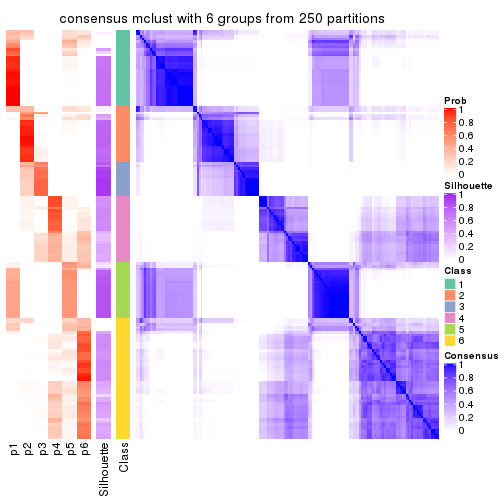 consensus mclust with 6 groups from 250 partitions
Prob
1
0.8
0.6
0.4
0.2
0
Silhouette
1
0.8
0.6
0.4
0.2
0
Class
1
2
3
4
5
6
Consensus
1
0.8
0.6
0.4
0.2
0
p1
p2
p3
p4
p5
p6
Silhouette
Class